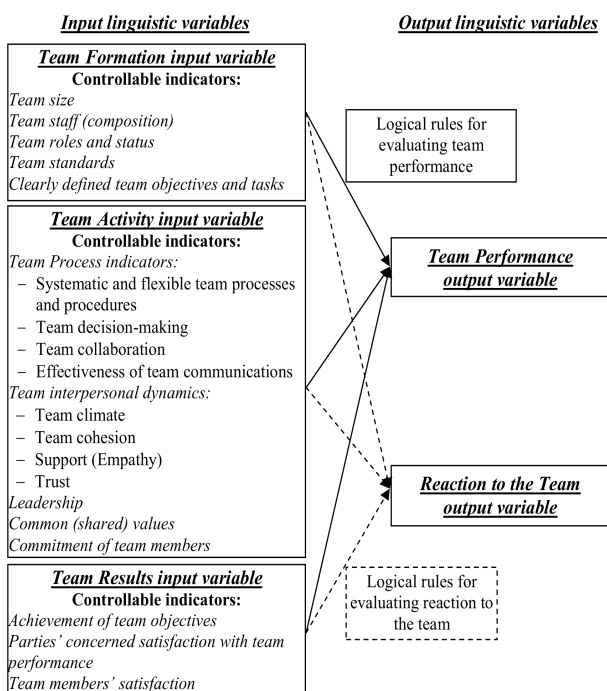 Input linguistic variables
Output linguistic variables
Team Formation input variable
Controllable indicators:
Team size
Team staff (composition)
Team roles and status
Team standards
Clearly defined team objectives and tasks
Team Activity input variable
Controllable indicators:
Team Process indicators:
– Systematic and flexible team processes
and procedures
– Team decision-making
– Team collaboration
– Effectiveness of team communications
Team interpersonal dynamics:
– Team climate
– Team cohesion
– Support (Empathy)
– Trust
Leadership
Common (shared) values
Commitment of team members
Team Results input variable
Controllable indicators:
Achievement of team objectives
Parties’ concerned satisfaction with team
performance
Team members’ satisfaction
Logical rules for
evaluating team
performance
Team Performance
output variable
Reaction to the Team
output variable
Logical rules for
evaluating reaction to
the team